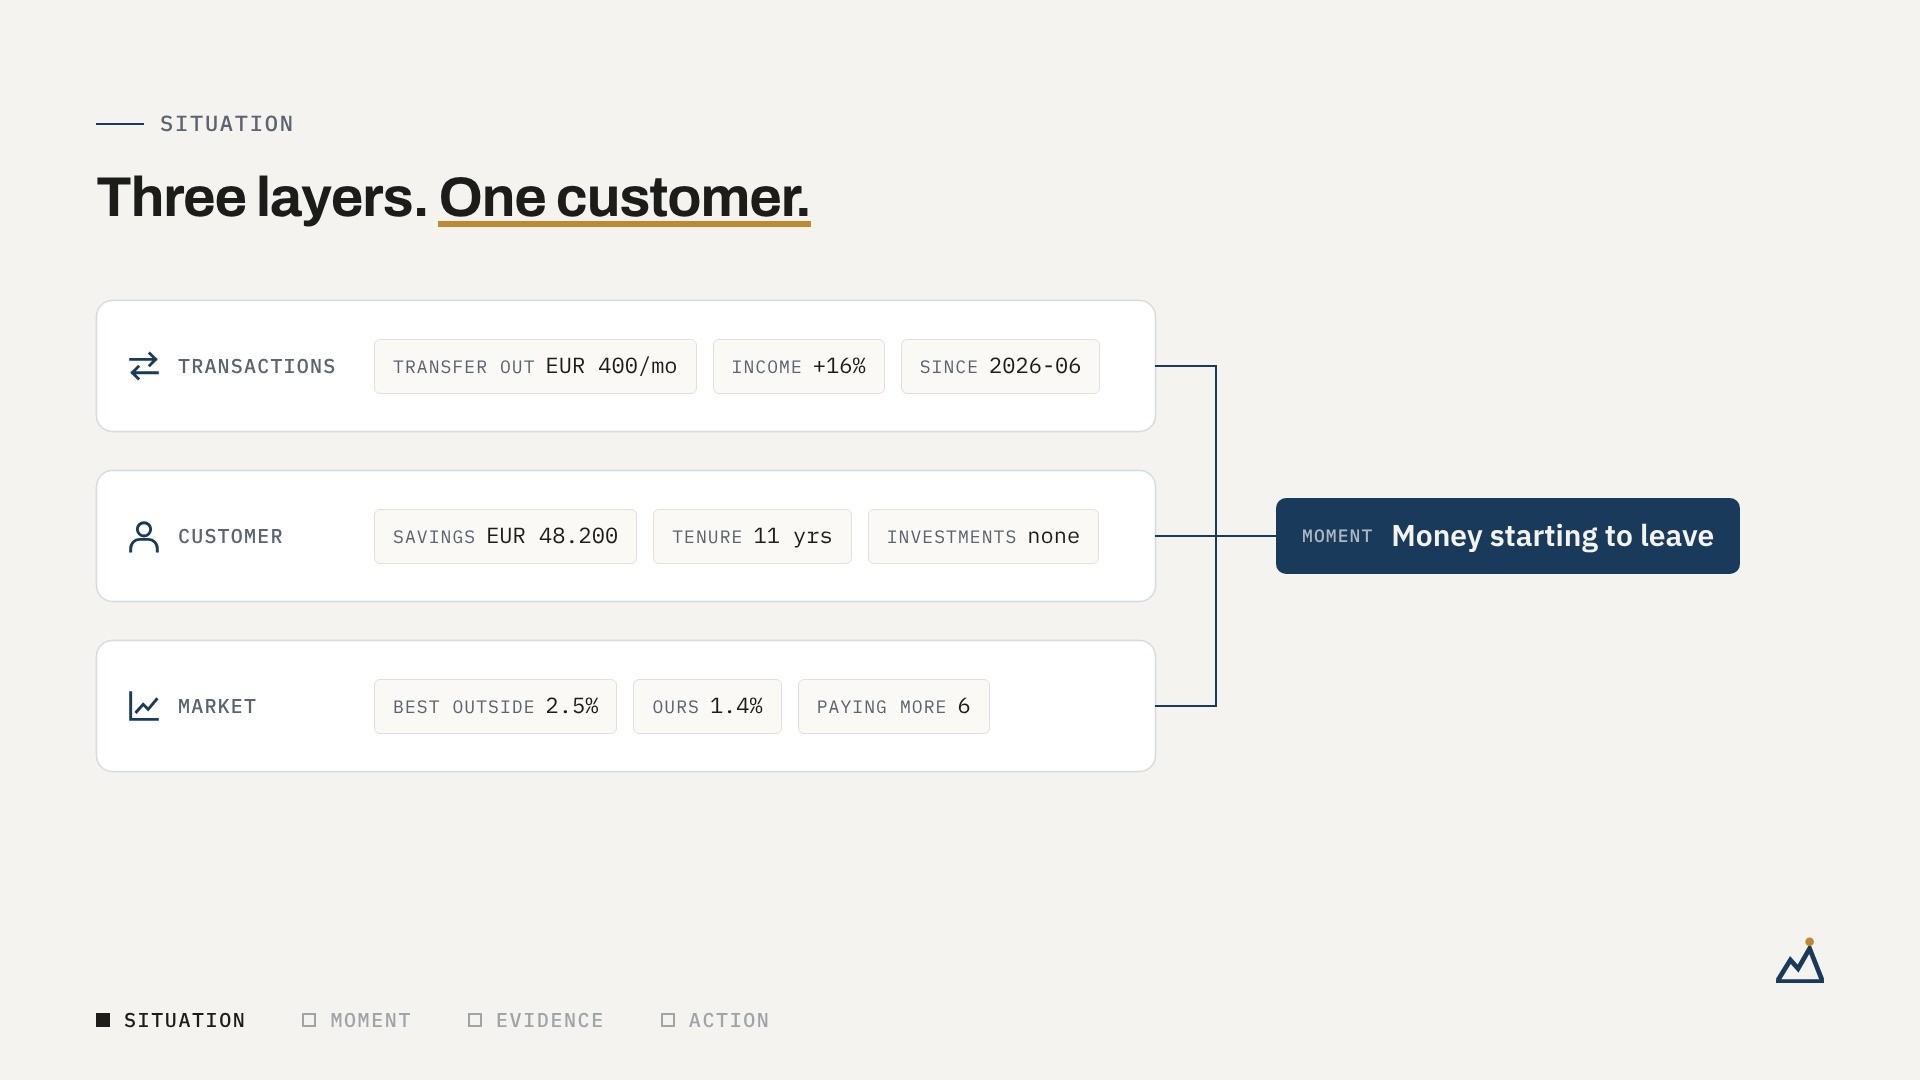 SITUATION
Three layers. One customer.
TRANSACTIONS TRANSFER OUT EUR 400/mo INCOME +16% SINCE 2026-06
CUSTOMER SAVINGS EUR 48.200 TENURE 11 yrs INVESTMENTS none
MOMENT Money starting to leave
MARKET BEST OUTSIDE 2.5% OURS 1.4% PAYING MORE 6
SITUATION MOMENT EVIDENCE ACTION